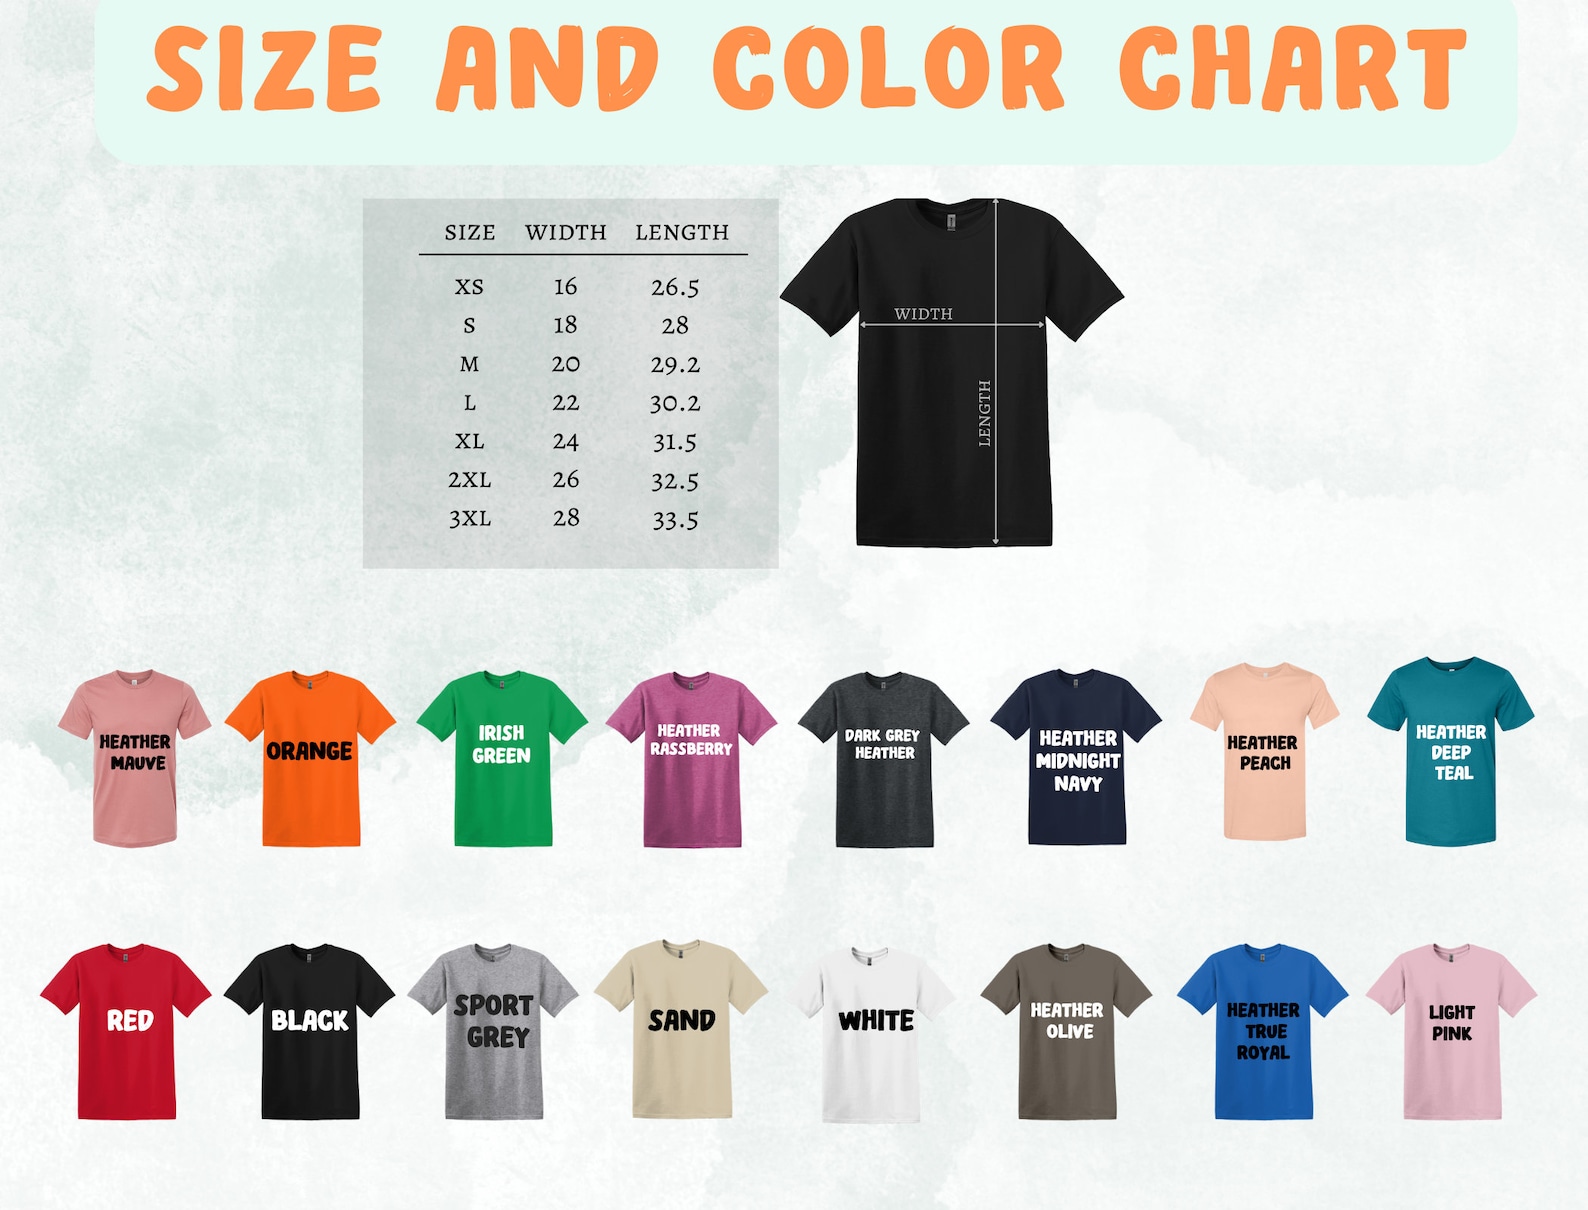 SIZE AND COLOR CHART
SIZE WIDTH LENGTH
XS 16 26.5
S 18 28
M 20 29.2
L 22 30.2
XL 24 31.5
2XL 26 32.5
3XL 28 33.5
WIDTH
LENGTH
HEATHER
MAUVE
ORANGE
IRISH
GREEN
HEATHER
RASSBERRY
DARK GREY
HEATHER
HEATHER
MIDNIGHT
NAVY
HEATHER
PEACH
HEATHER
DEEP
TEAL
RED
BLACK
SPORT
GREY
SAND
WHITE
HEATHER
OLIVE
HEATHER
TRUE
ROYAL
LIGHT
PINK